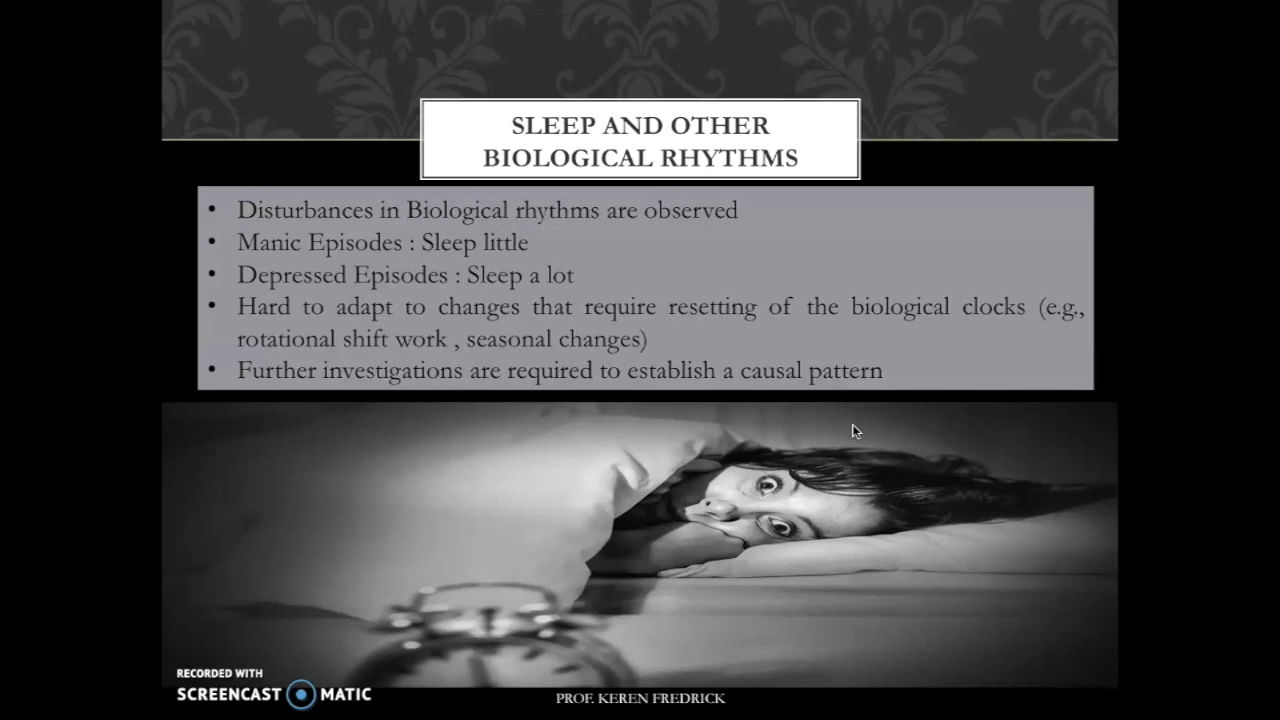 SLEEP AND OTHER
BIOLOGICAL RHYTHMS
• Disturbances in Biological rhythms are observed
• Manic Episodes : Sleep little
• Depressed Episodes : Sleep a lot
• Hard to adapt to changes that require resetting of the biological clocks (e.g.,
rotational shift work , seasonal changes)
• Further investigations are required to establish a causal pattern
RECORDED WITH
SCREENCAST MATIC
PROF. KEREN FREDRICK